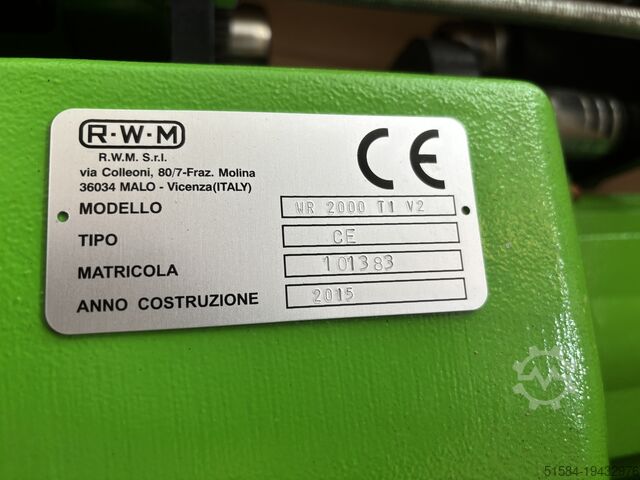 R·W·M
R.W.M. S.r.l.
via Colleoni, 80/7-Fraz. Molina
36034 MALO - Vicenza(ITALY)
CE
MODELLO WR 2000 T1 V2
TIPO CE
MATRICOLA 101383
ANNO COSTRUZIONE 2015
51584-19432876